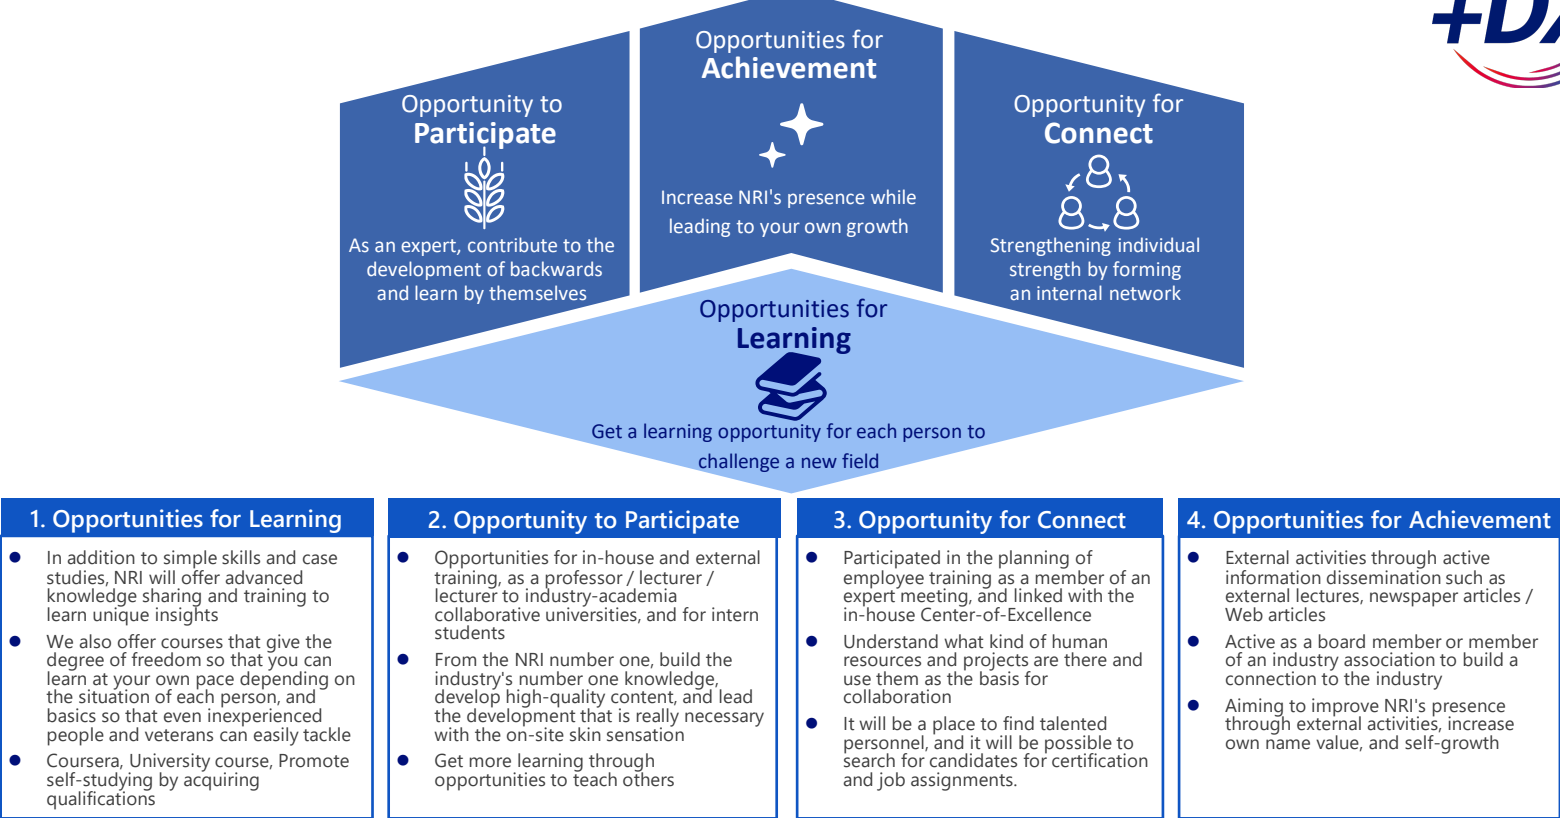 +DX
Opportunities for
Achievement
Increase NRI's presence while
leading to your own growth
Opportunity to
Participate
As an expert, contribute to the
development of backwards
and learn by themselves
Opportunity for
Connect
Strengthening individual
strength by forming
an internal network
Opportunities for
Learning
Get a learning opportunity for each person to
challenge a new field
1. Opportunities for Learning
● In addition to simple skills and case
studies, NRI will offer advanced
knowledge sharing and training to
learn unique insights
● We also offer courses that give the
degree of freedom so that you can
learn at your own pace depending on
the situation of each person, and
basics so that even inexperienced
people and veterans can easily tackle
● Coursera, University course, Promote
self-studying by acquiring
qualifications
2. Opportunity to Participate
● Opportunities for in-house and external
training, as a professor / lecturer /
lecturer to industry-academia
collaborative universities, and for intern
students
● From the NRI number one, build the
industry's number one knowledge,
develop high-quality content, and lead
the development that is really necessary
with the on-site skin sensation
● Get more learning through
opportunities to teach others
3. Opportunity for Connect
● Participated in the planning of
employee training as a member of an
expert meeting, and linked with the
in-house Center-of-Excellence
● Understand what kind of human
resources and projects are there and
use them as the basis for
collaboration
● It will be a place to find talented
personnel, and it will be possible to
search for candidates for certification
and job assignments.
4. Opportunities for Achievement
● External activities through active
information dissemination such as
external lectures, newspaper articles /
Web articles
● Active as a board member or member
of an industry association to build a
connection to the industry
● Aiming to improve NRI's presence
through external activities, increase
own name value, and self-growth